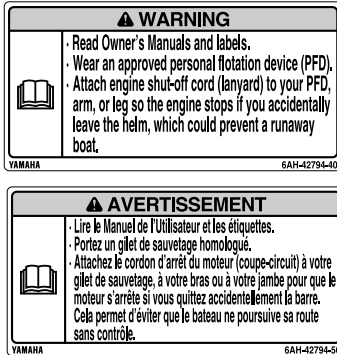 WARNING
· Read Owner's Manuals and labels.
· Wear an approved personal flotation device (PFD).
· Attach engine shut-off cord (lanyard) to your PFD,
arm, or leg so the engine stops if you accidentally
leave the helm, which could prevent a runaway
boat.
YAMAHA 6AH-42794-40
AVERTISSEMENT
· Lire le Manuel de l'Utilisateur et les étiquettes.
· Portez un gilet de sauvetage homologué.
· Attachez le cordon d'arrêt du moteur (coupe-circuit) à votre
gilet de sauvetage, à votre bras ou à votre jambe pour que le
moteur s'arrête si vous quittez accidentellement la barre.
Cela permet d'éviter que le bateau ne poursuive sa route
sans contrôle.
YAMAHA 6AH-42794-50